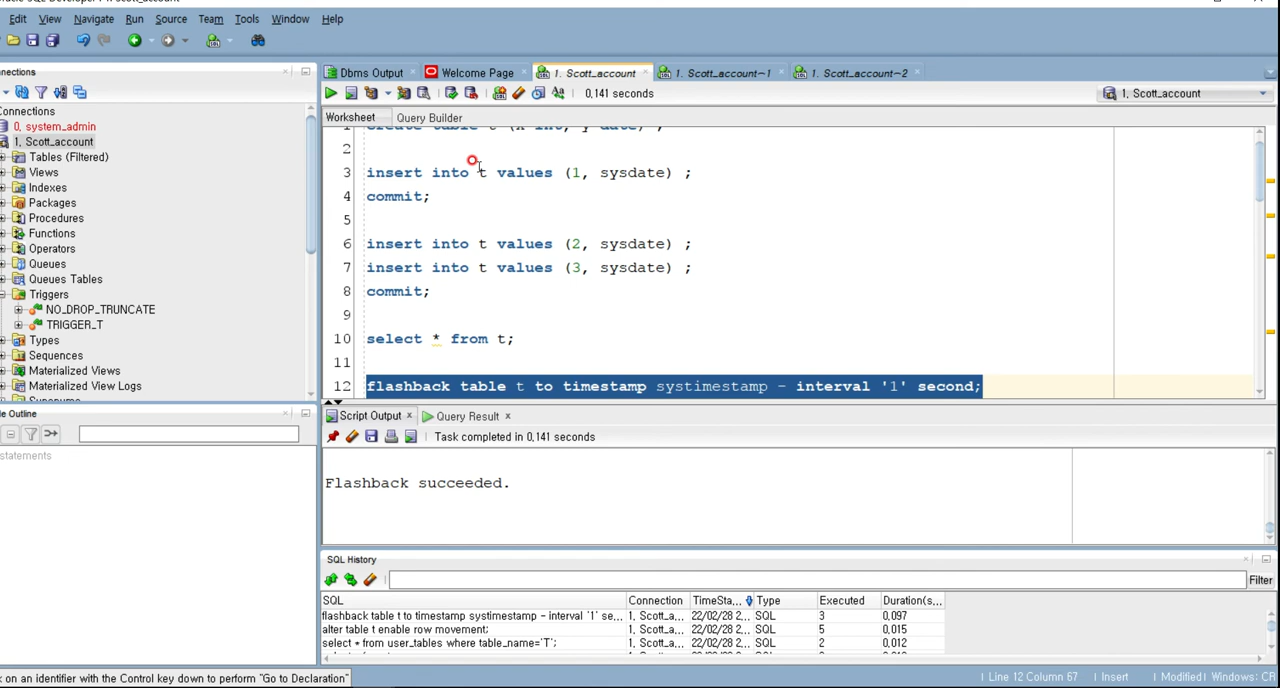 Edit View Navigate Run Source Team Tools Window Help
Dbms Output Welcome Page 1. Scott_account 1. Scott_account~1 1. Scott_account~2
0,141 seconds
1, Scott_account
Worksheet Query Builder
Connections
0, system_admin
1, Scott_account
Tables (Filtered)
Views
Indexes
Packages
Procedures
Functions
Operators
Queues
Queues Tables
Triggers
NO_DROP_TRUNCATE
TRIGGER_T
Types
Sequences
Materialized Views
Materialized View Logs
1 create table t (x int, y date) ;
2
3 insert into t values (1, sysdate) ;
4 commit;
5
6 insert into t values (2, sysdate) ;
7 insert into t values (3, sysdate) ;
8 commit;
9
10 select * from t;
11
12 flashback table t to timestamp systimestamp - interval '1' second;
Outline
statements
Script Output Query Result
Task completed in 0,141 seconds
Flashback succeeded.
SQL History
Filter
SQL Connection TimeSta... Type Executed Duration(s...
flashback table t to timestamp systimestamp - interval '1' se... 1, Scott_a... 22/02/28 2... SQL 3 0,097
alter table t enable row movement; 1, Scott_a... 22/02/28 2... SQL 5 0,015
select * from user_tables where table_name='T'; 1, Scott_a... 22/02/28 2... SQL 2 0,012
on an identifier with the Control key down to perform "Go to Declaration"
Line 12 Column 67 Insert Modified Windows: CR